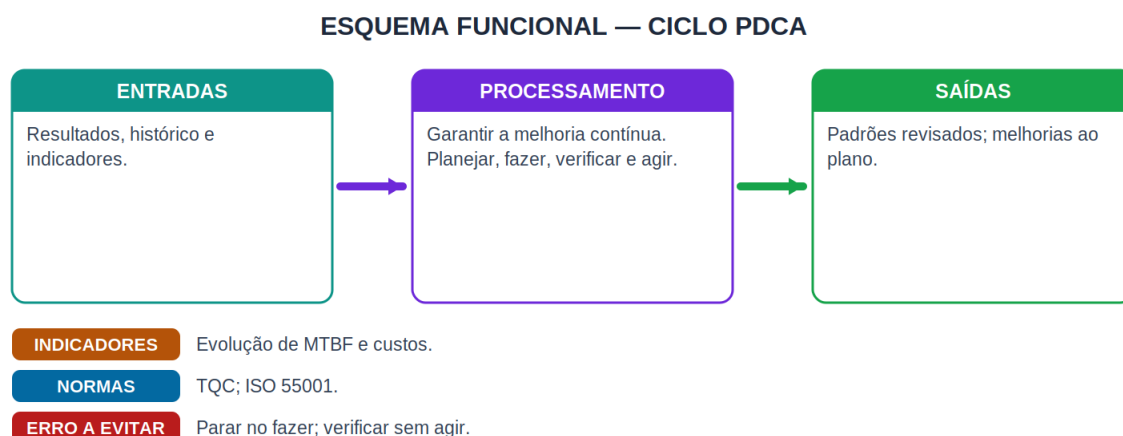 ESQUEMA FUNCIONAL — CICLO PDCA
ENTRADAS
Resultados, histórico e
indicadores.
PROCESSAMENTO
Garantir a melhoria contínua.
Planejar, fazer, verificar e agir.
SAÍDAS
Padrões revisados; melhorias ao
plano.
INDICADORES
Evolução de MTBF e custos.
NORMAS
TQC; ISO 55001.
ERRO A EVITAR
Parar no fazer; verificar sem agir.